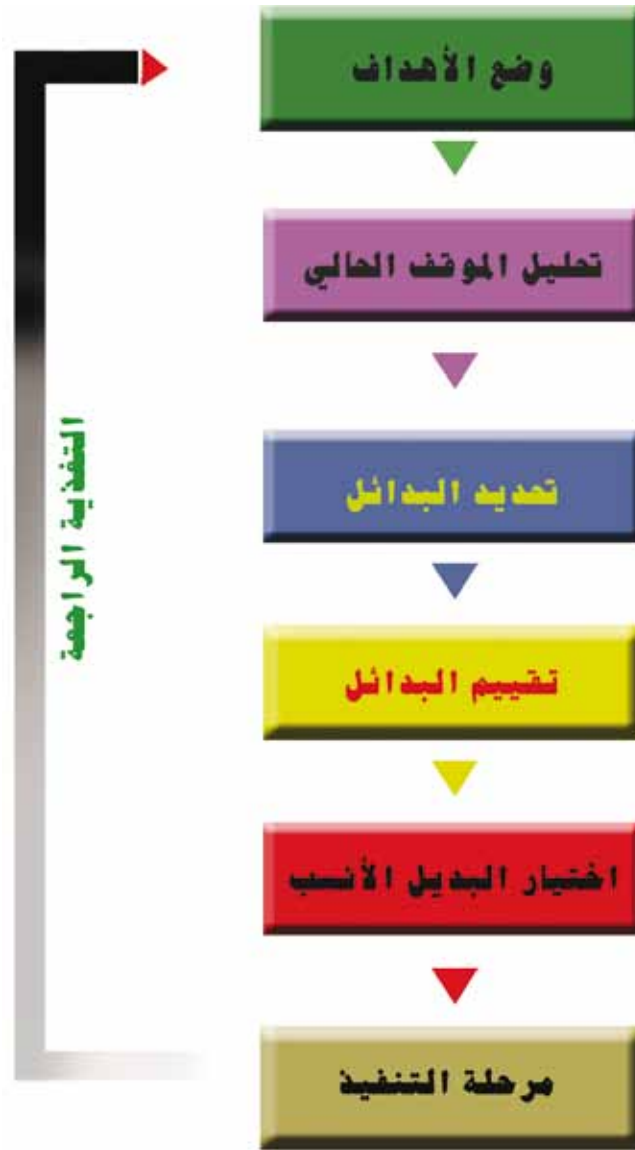 وضع الأهداف
تحليل الموقف الحالي
تحديد البدائل
تقييم البدائل
اختيار البديل الأنسب
مرحلة التنفيذ
التغذية الراجعة